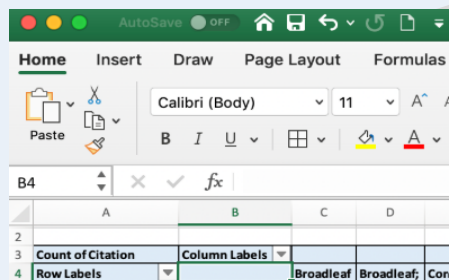 AutoSave OFF
Home Insert Draw Page Layout Formulas
Paste Calibri (Body) 11 A^
B I U A
B4 fx
A B C D
2
3 Count of Citation Column Labels
4 Row Labels Broadleaf Broadleaf;